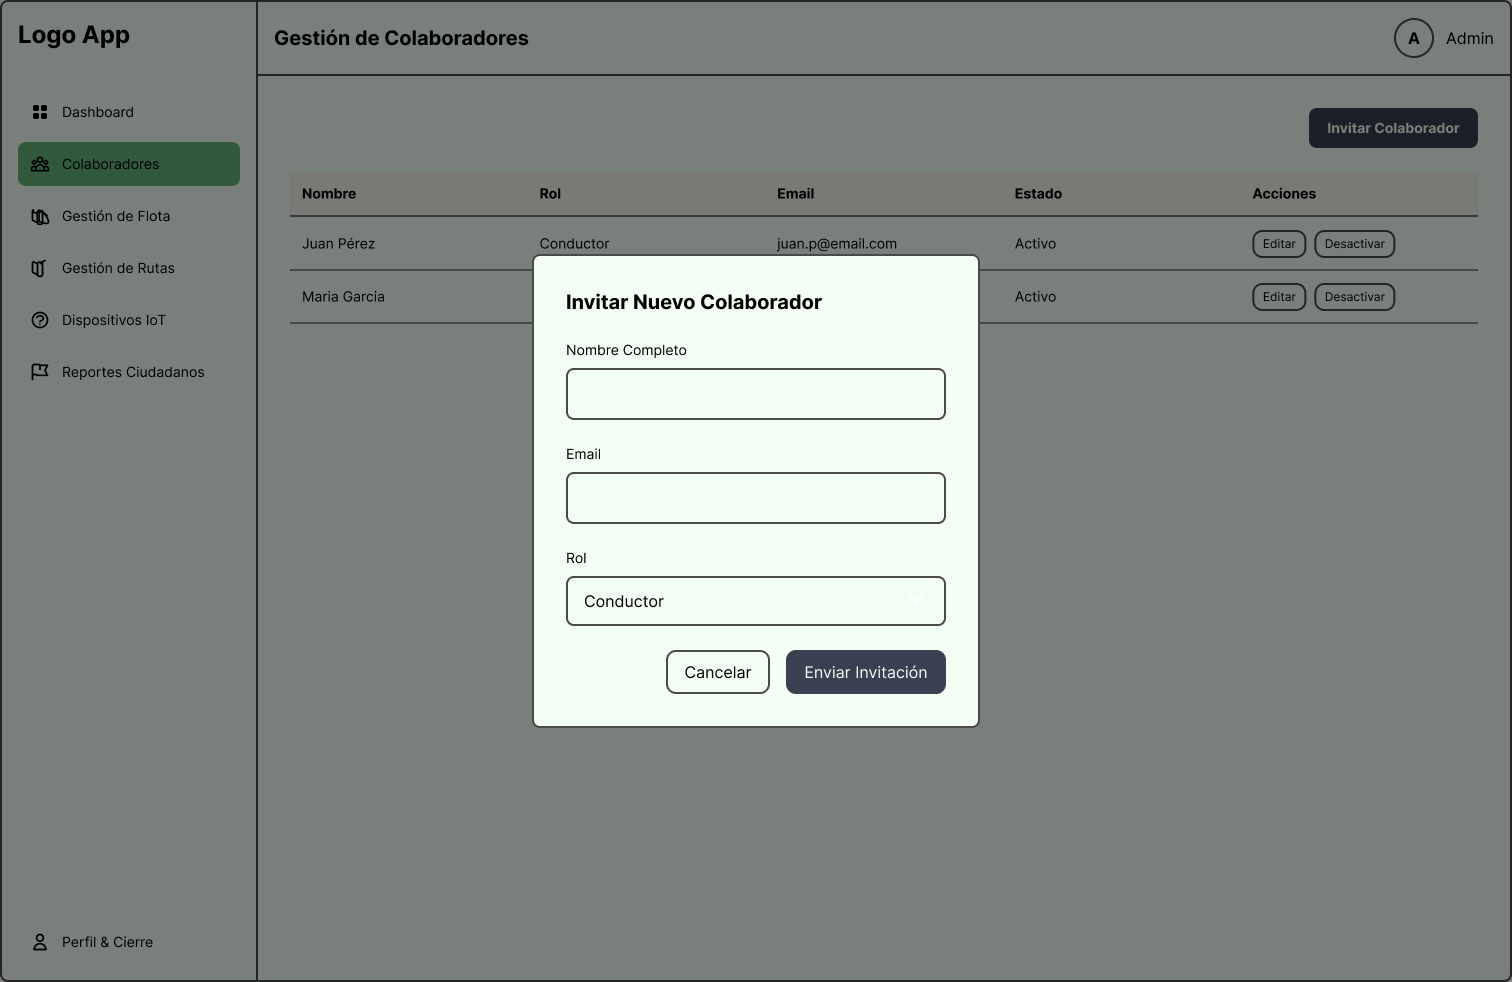 Logo App
Dashboard
Colaboradores
Gestión de Flota
Gestión de Rutas
Dispositivos IoT
Reportes Ciudadanos
Perfil & Cierre
Gestión de Colaboradores
A Admin
Invitar Colaborador
Nombre Rol Email Estado Acciones
Juan Pérez Conductor juan.p@email.com Activo Editar Desactivar
Maria Garcia Activo Editar Desactivar
Invitar Nuevo Colaborador
Nombre Completo
Email
Rol
Conductor
Cancelar Enviar Invitación